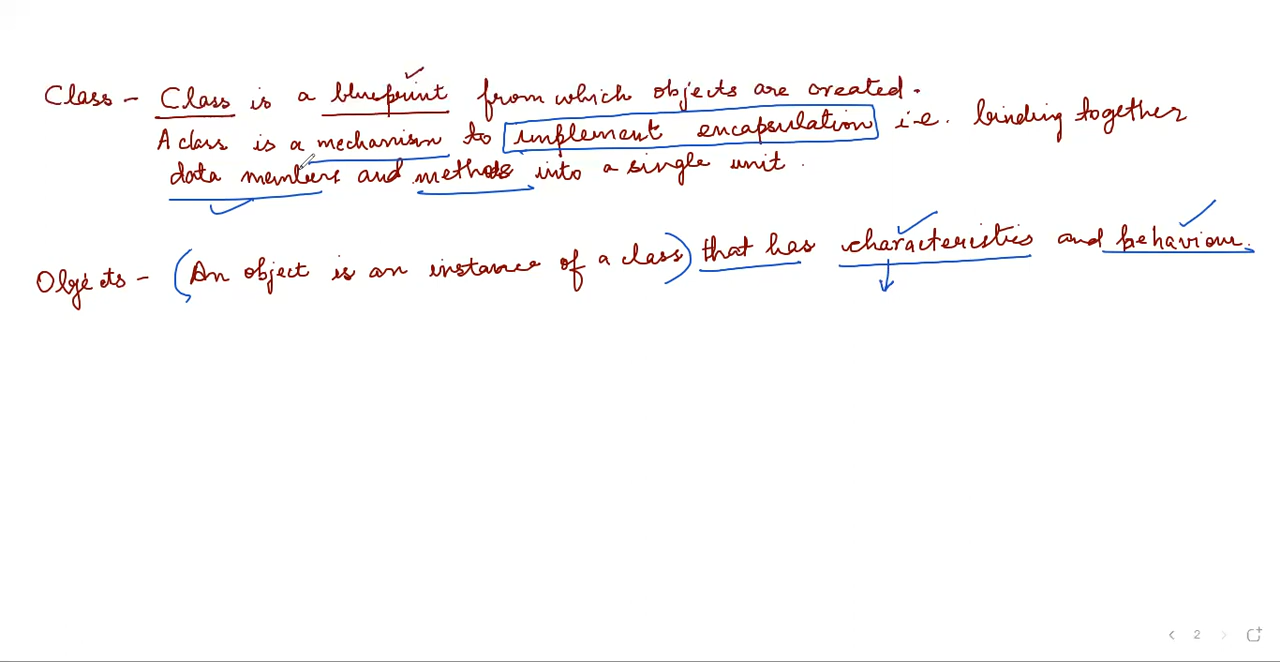 Class - Class is a blueprint from which objects are created.
A class is a mechanism to implement encapsulation i.e. binding together
data members and methods into a single unit.
Objects - (An object is an instance of a class) that has characteristics and behaviour.
2